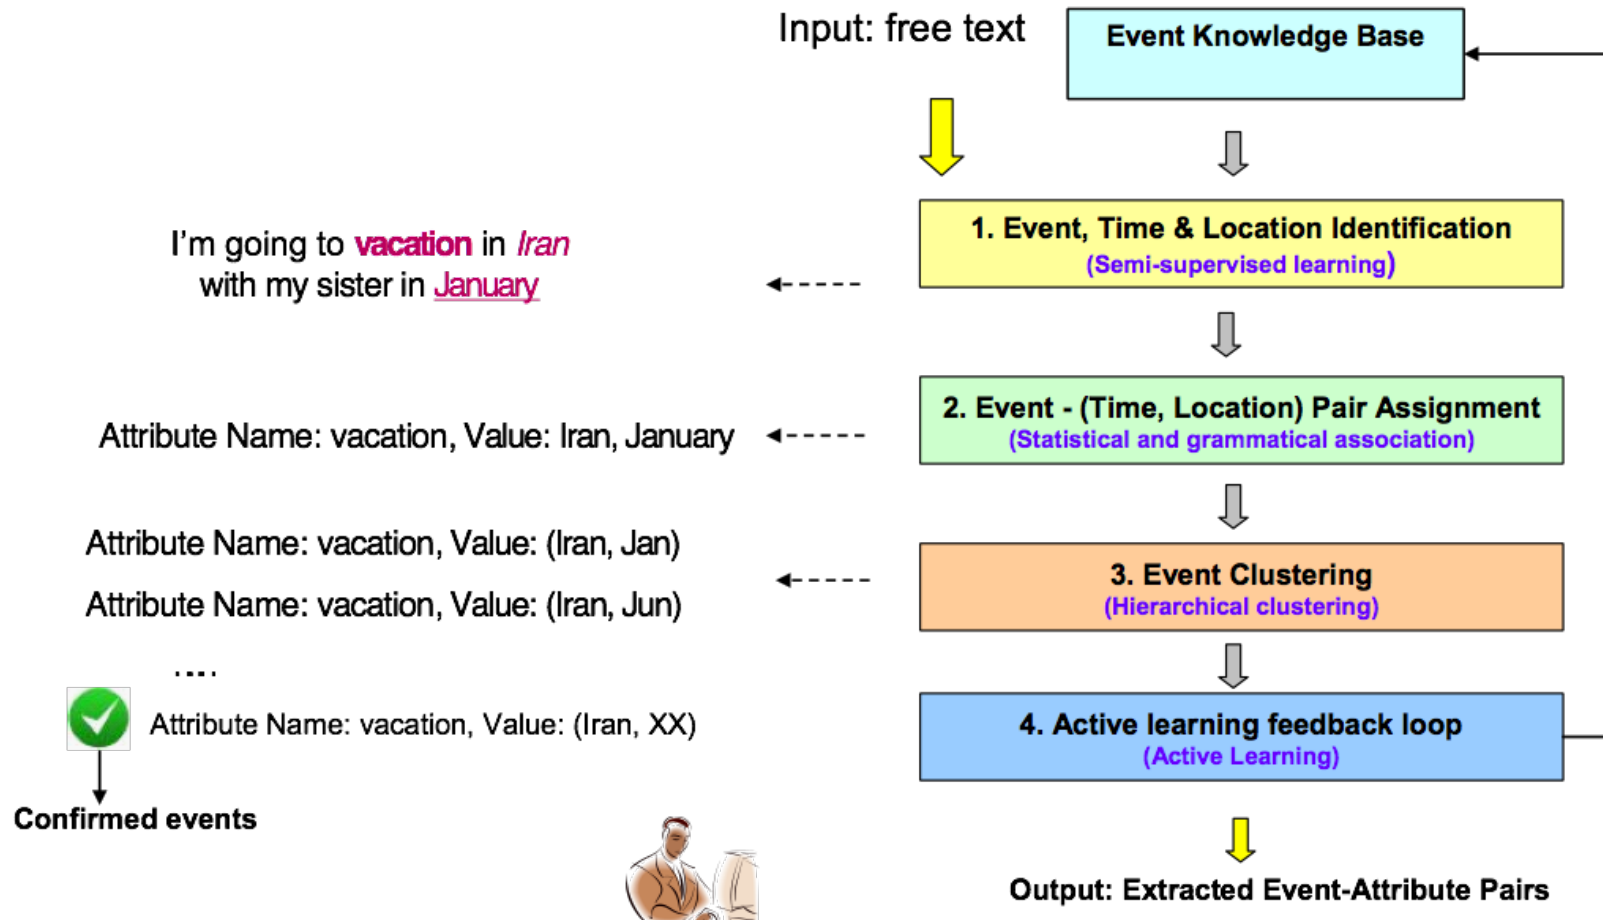 Input: free text
Event Knowledge Base
1. Event, Time & Location Identification
(Semi-supervised learning)
I'm going to vacation in Iran
with my sister in January
2. Event - (Time, Location) Pair Assignment
(Statistical and grammatical association)
Attribute Name: vacation, Value: Iran, January
Attribute Name: vacation, Value: (Iran, Jan)
Attribute Name: vacation, Value: (Iran, Jun)
....
3. Event Clustering
(Hierarchical clustering)
Attribute Name: vacation, Value: (Iran, XX)
4. Active learning feedback loop
(Active Learning)
Confirmed events
Output: Extracted Event-Attribute Pairs